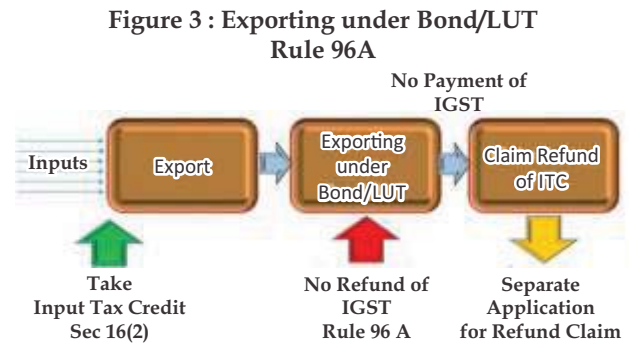 Figure 3 : Exporting under Bond/LUT
Rule 96A
No Payment of
IGST
Inputs
Export
Exporting
under
Bond/LUT
Claim Refund
of ITC
Take
Input Tax Credit
Sec 16(2)
No Refund of
IGST
Rule 96 A
Separate
Application
for Refund Claim